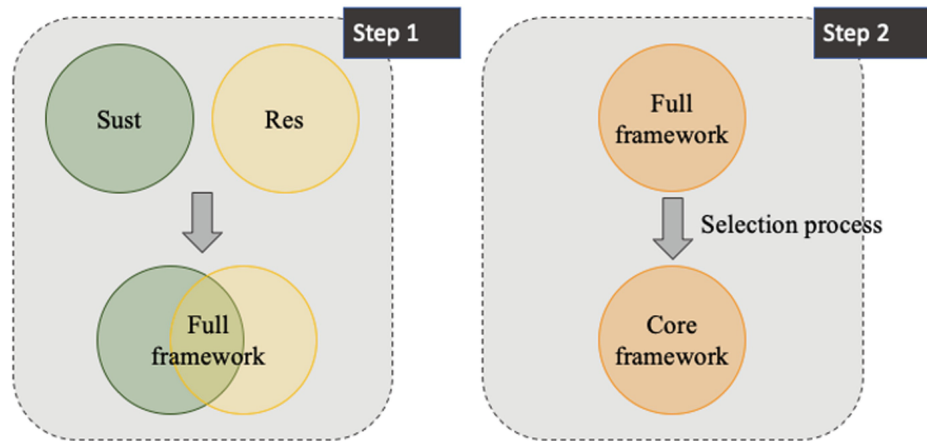 Step 1
Sust
Res
Full
framework
Step 2
Full
framework
Selection process
Core
framework